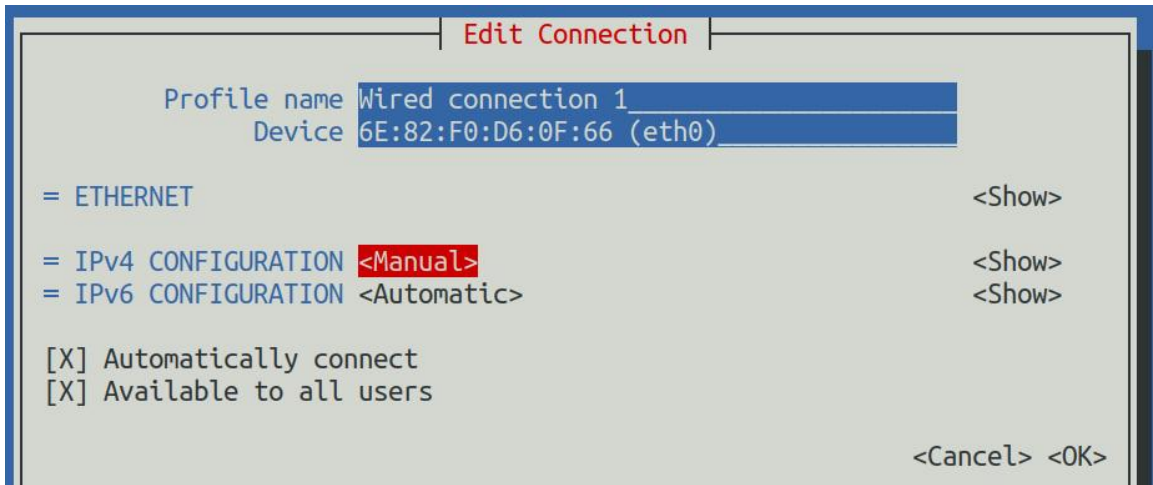 Edit Connection
Profile name Wired connection 1
Device 6E:82:F0:D6:0F:66 (eth0)
= ETHERNET <Show>
= IPv4 CONFIGURATION <Manual> <Show>
= IPv6 CONFIGURATION <Automatic> <Show>
[X] Automatically connect
[X] Available to all users
<Cancel> <OK>